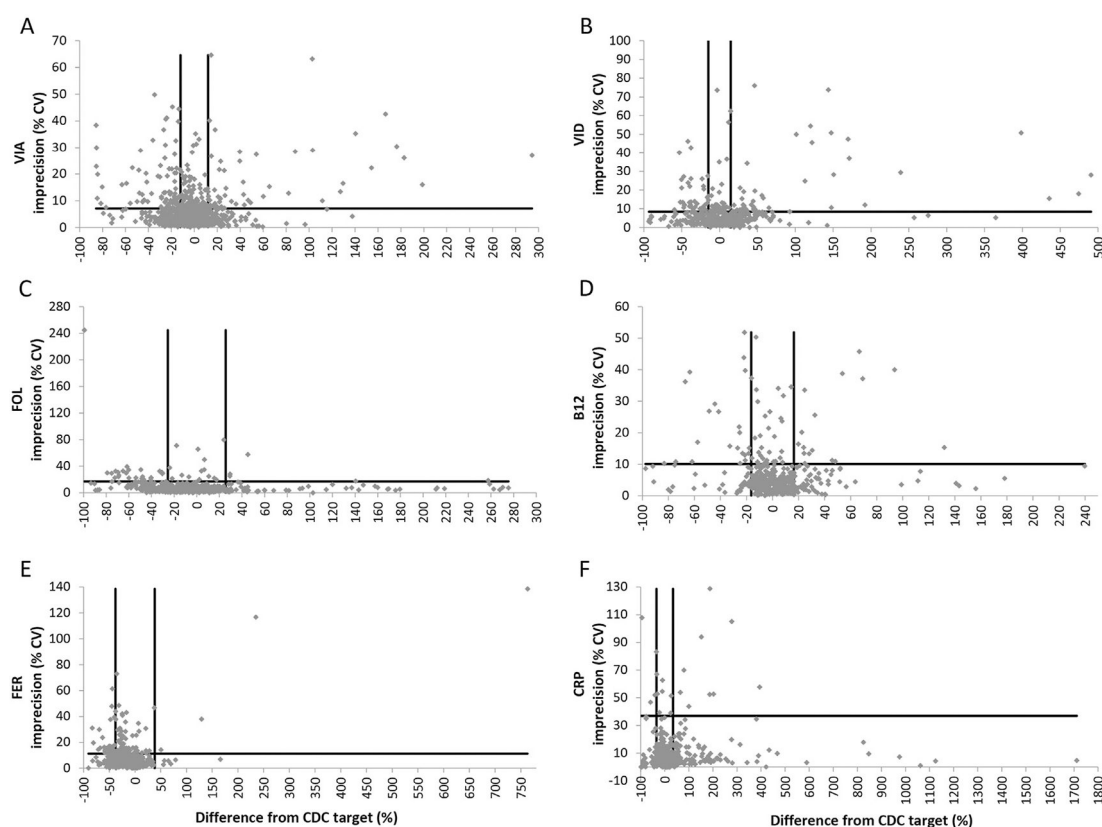 A
VIA
imprecision (% CV)
70
60
50
40
30
20
10
0
-100 -80 -60 -40 -20 0 20 40 60 80 100 120 140 160 180 200 220 240 260 280 300
B
VID
imprecision (% CV)
100
90
80
70
60
50
40
30
20
10
0
-100 -50 0 50 100 150 200 250 300 350 400 450 500
C
FOL
imprecision (% CV)
280
240
200
160
120
80
40
0
-100 -80 -60 -40 -20 0 20 40 60 80 100 120 140 160 180 200 220 240 260 280 300
D
B12
imprecision (% CV)
60
50
40
30
20
10
0
-100 -80 -60 -40 -20 0 20 40 60 80 100 120 140 160 180 200 220 240
E
FER
imprecision (% CV)
140
120
100
80
60
40
20
0
-100 -50 0 50 100 150 200 250 300 350 400 450 500 550 600 650 700 750
Difference from CDC target (%)
F
CRP
imprecision (% CV)
130
110
90
70
50
30
10
-10
-100 0 100 200 300 400 500 600 700 800 900 1000 1100 1200 1300 1400 1500 1600 1700 1800
Difference from CDC target (%)